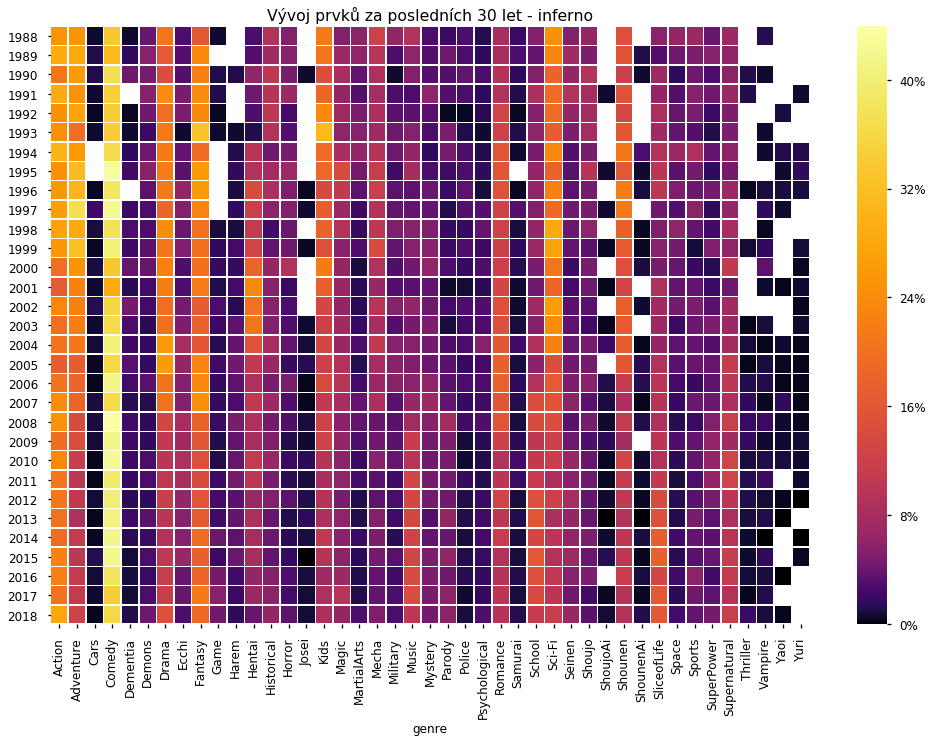 Vývoj prvků za posledních 30 let - inferno
1988
1989
1990
1991
1992
1993
1994
1995
1996
1997
1998
1999
2000
2001
2002
2003
2004
2005
2006
2007
2008
2009
2010
2011
2012
2013
2014
2015
2016
2017
2018
40%
32%
24%
16%
8%
0%
Action
Adventure
Cars
Comedy
Dementia
Demons
Drama
Ecchi
Fantasy
Game
Harem
Hentai
Historical
Horror
Josei
Kids
Magic
MartialArts
Mecha
Military
Music
Mystery
Parody
Police
Psychological
Romance
Samurai
School
Sci-Fi
Seinen
Shoujo
ShoujoAi
Shounen
ShounenAi
SliceofLife
Space
Sports
SuperPower
Supernatural
Thriller
Vampire
Yaoi
Yuri
genre